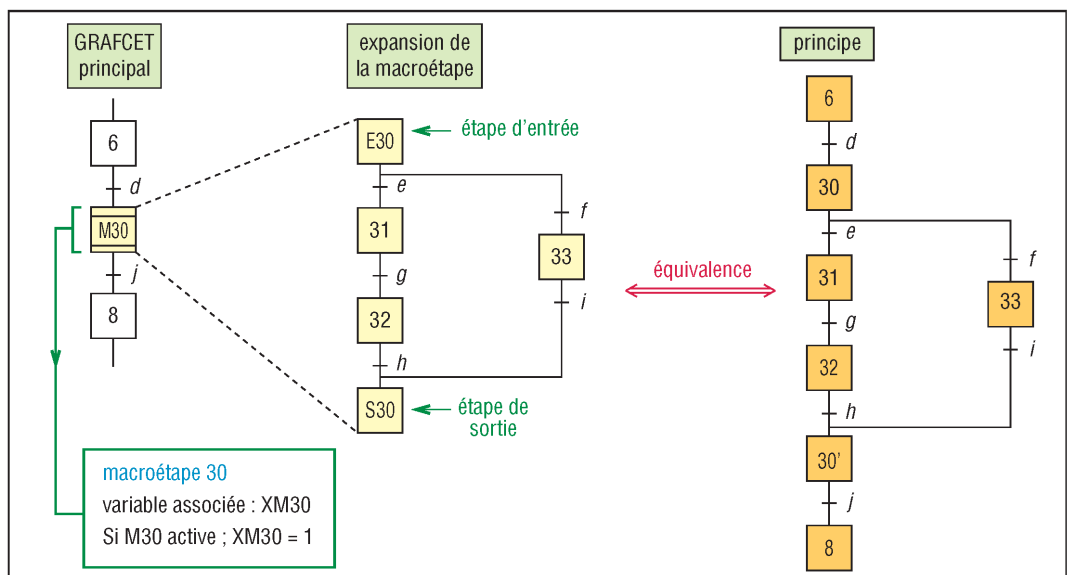 GRAFCET
principal
6
d
M30
j
8
expansion de
la macroétape
E30
étape d'entrée
e
f
31
33
g
i
32
h
S30
étape de
sortie
équivalence
principe
6
d
30
e
f
31
33
g
i
32
h
30'
j
8
macroétape 30
variable associée : XM30
Si M30 active ; XM30 = 1